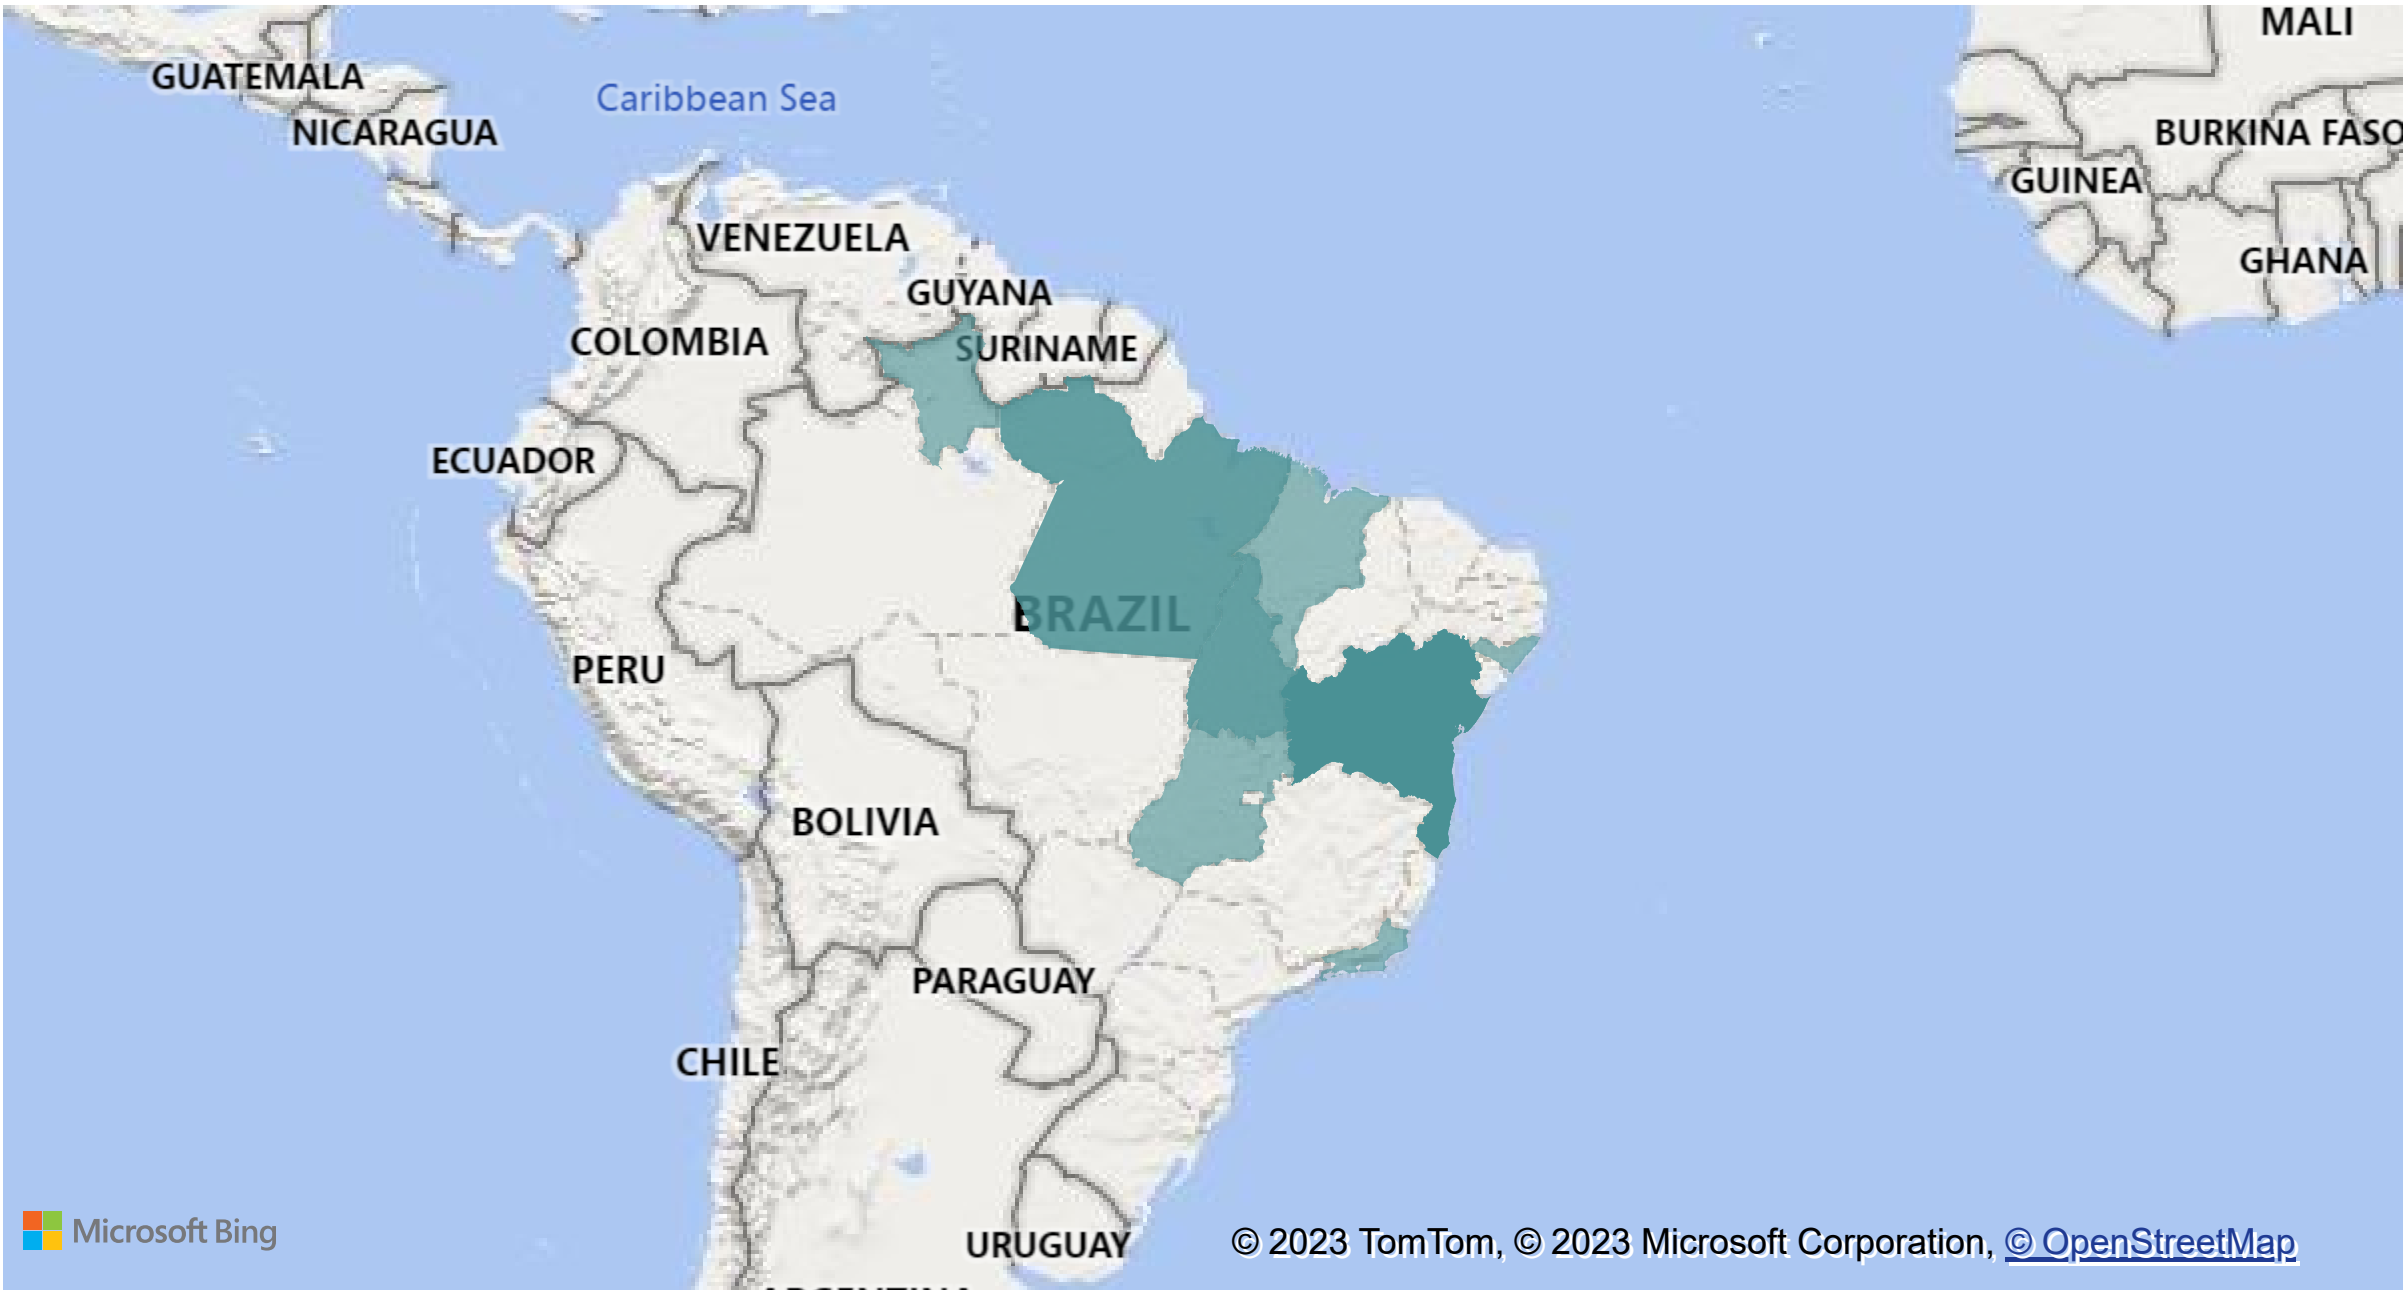 MALI
GUATEMALA
Caribbean Sea
NICARAGUA
BURKINA FASO
GUINEA
VENEZUELA
GHANA
GUYANA
COLOMBIA
SURINAME
ECUADOR
BRAZIL
PERU
BOLIVIA
PARAGUAY
CHILE
Microsoft Bing
URUGUAY
© 2023 TomTom, © 2023 Microsoft Corporation, © OpenStreetMap